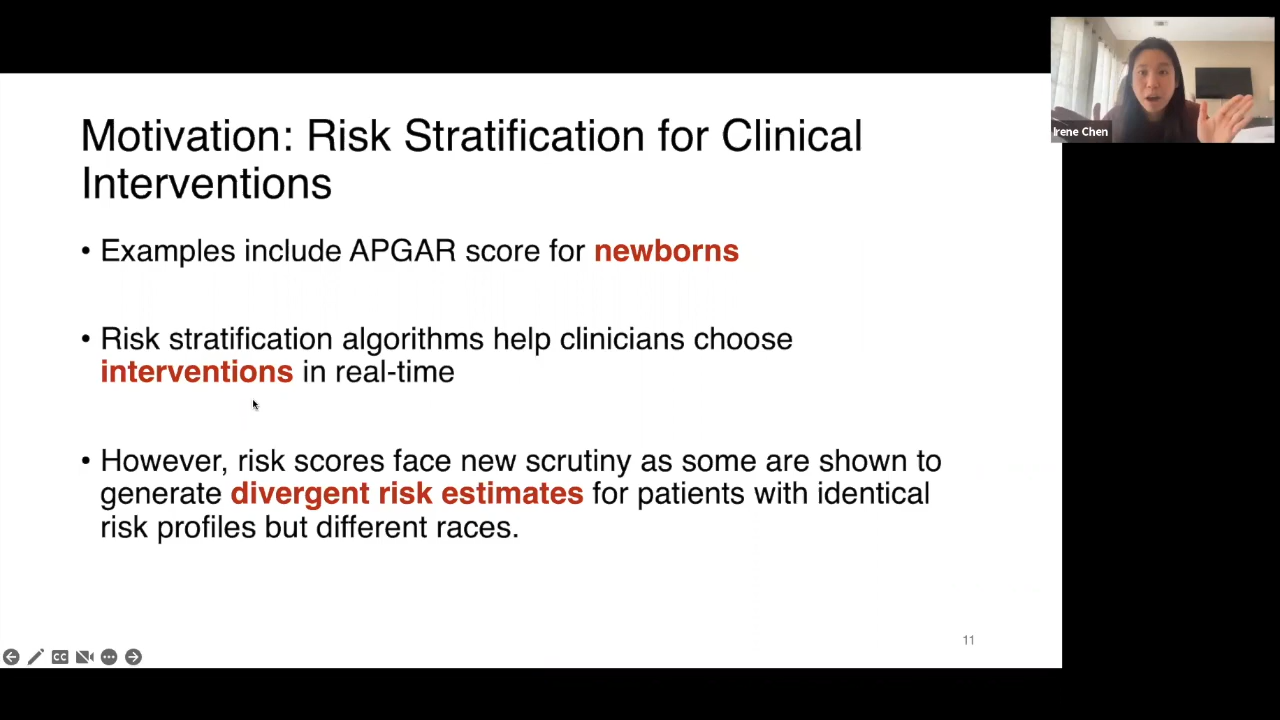 Motivation: Risk Stratification for Clinical
Interventions
• Examples include APGAR score for newborns
• Risk stratification algorithms help clinicians choose
interventions in real-time
• However, risk scores face new scrutiny as some are shown to
generate divergent risk estimates for patients with identical
risk profiles but different races.
11
CC
Irene Chen